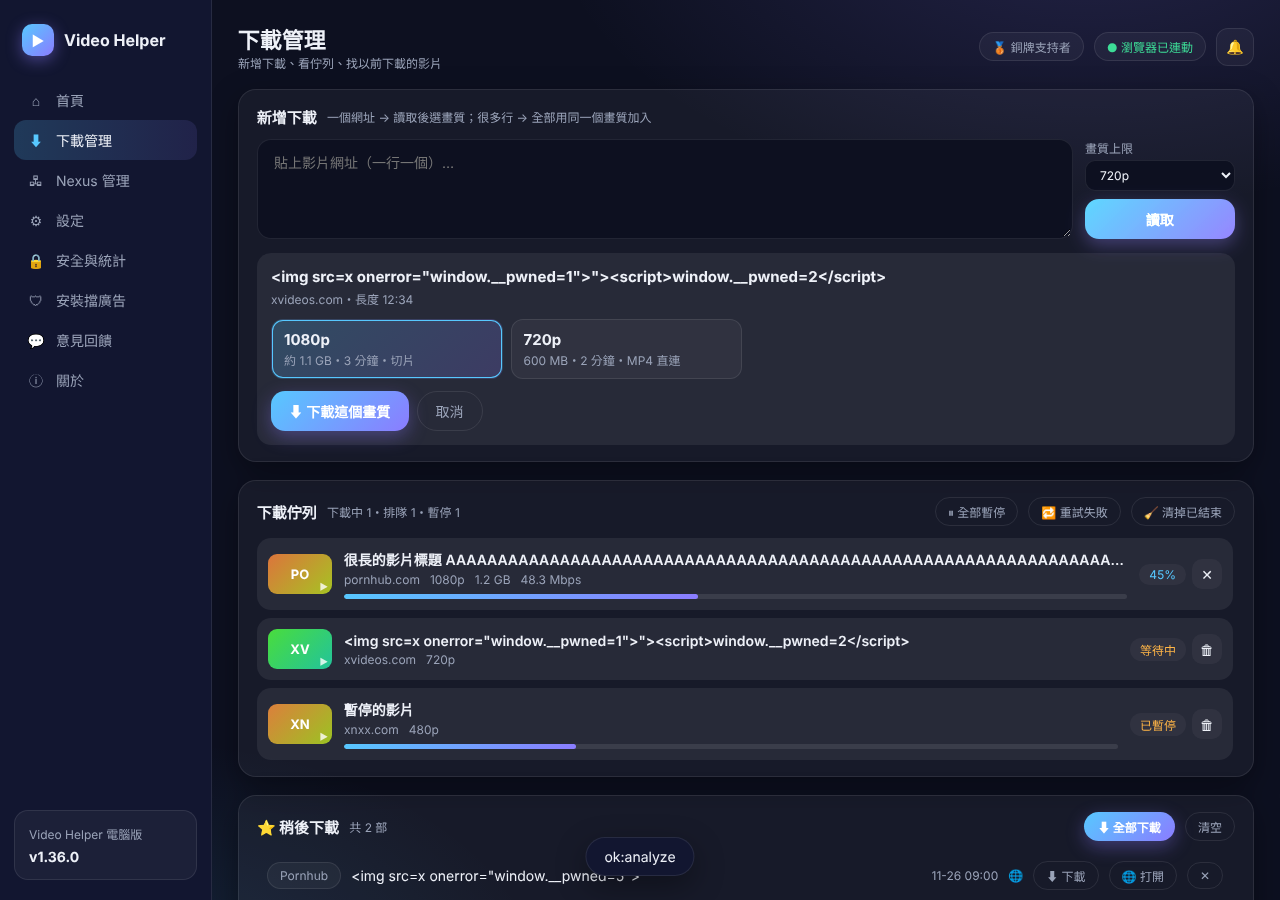 Video Helper
首頁
下載管理
Nexus 管理
設定
安全與統計
安裝擋廣告
意見回饋
關於
Video Helper 電腦版
v1.36.0
下載管理
新增下載、看佇列、找以前下載的影片
銅牌支持者
瀏覽器已連動
新增下載 一個網址 → 讀取後選畫質；很多行 → 全部用同一個畫質加入
貼上影片網址（一行一個）...
畫質上限
720p
讀取
<img src=x onerror="window.__pwned=1">"><script>window.__pwned=2</script>
xvideos.com・長度 12:34
1080p
約 1.1 GB・3 分鐘・切片
720p
600 MB・2 分鐘・MP4 直連
⬇ 下載這個畫質 取消
下載佇列 下載中 1・排隊 1・暫停 1
全部暫停 重試失敗 清掉已結束
PO
很長的影片標題 AAAAAAAAAAAAAAAAAAAAAAAAAAAAAAAAAAAAAAAAAAAAAAAAAAAAAAAAAAAAAAAA...
pornhub.com 1080p 1.2 GB 48.3 Mbps
45% ✕
XV
<img src=x onerror="window.__pwned=1">"><script>window.__pwned=2</script>
xvideos.com 720p
等待中
XN
暫停的影片
xnxx.com 480p
已暫停
⭐ 稍後下載 共 2 部
⬇ 全部下載 清空
ok:analyze
Pornhub <img src=x onerror="window.__pwned=3">
11-26 09:00 ⬇ 下載 打開 ✕